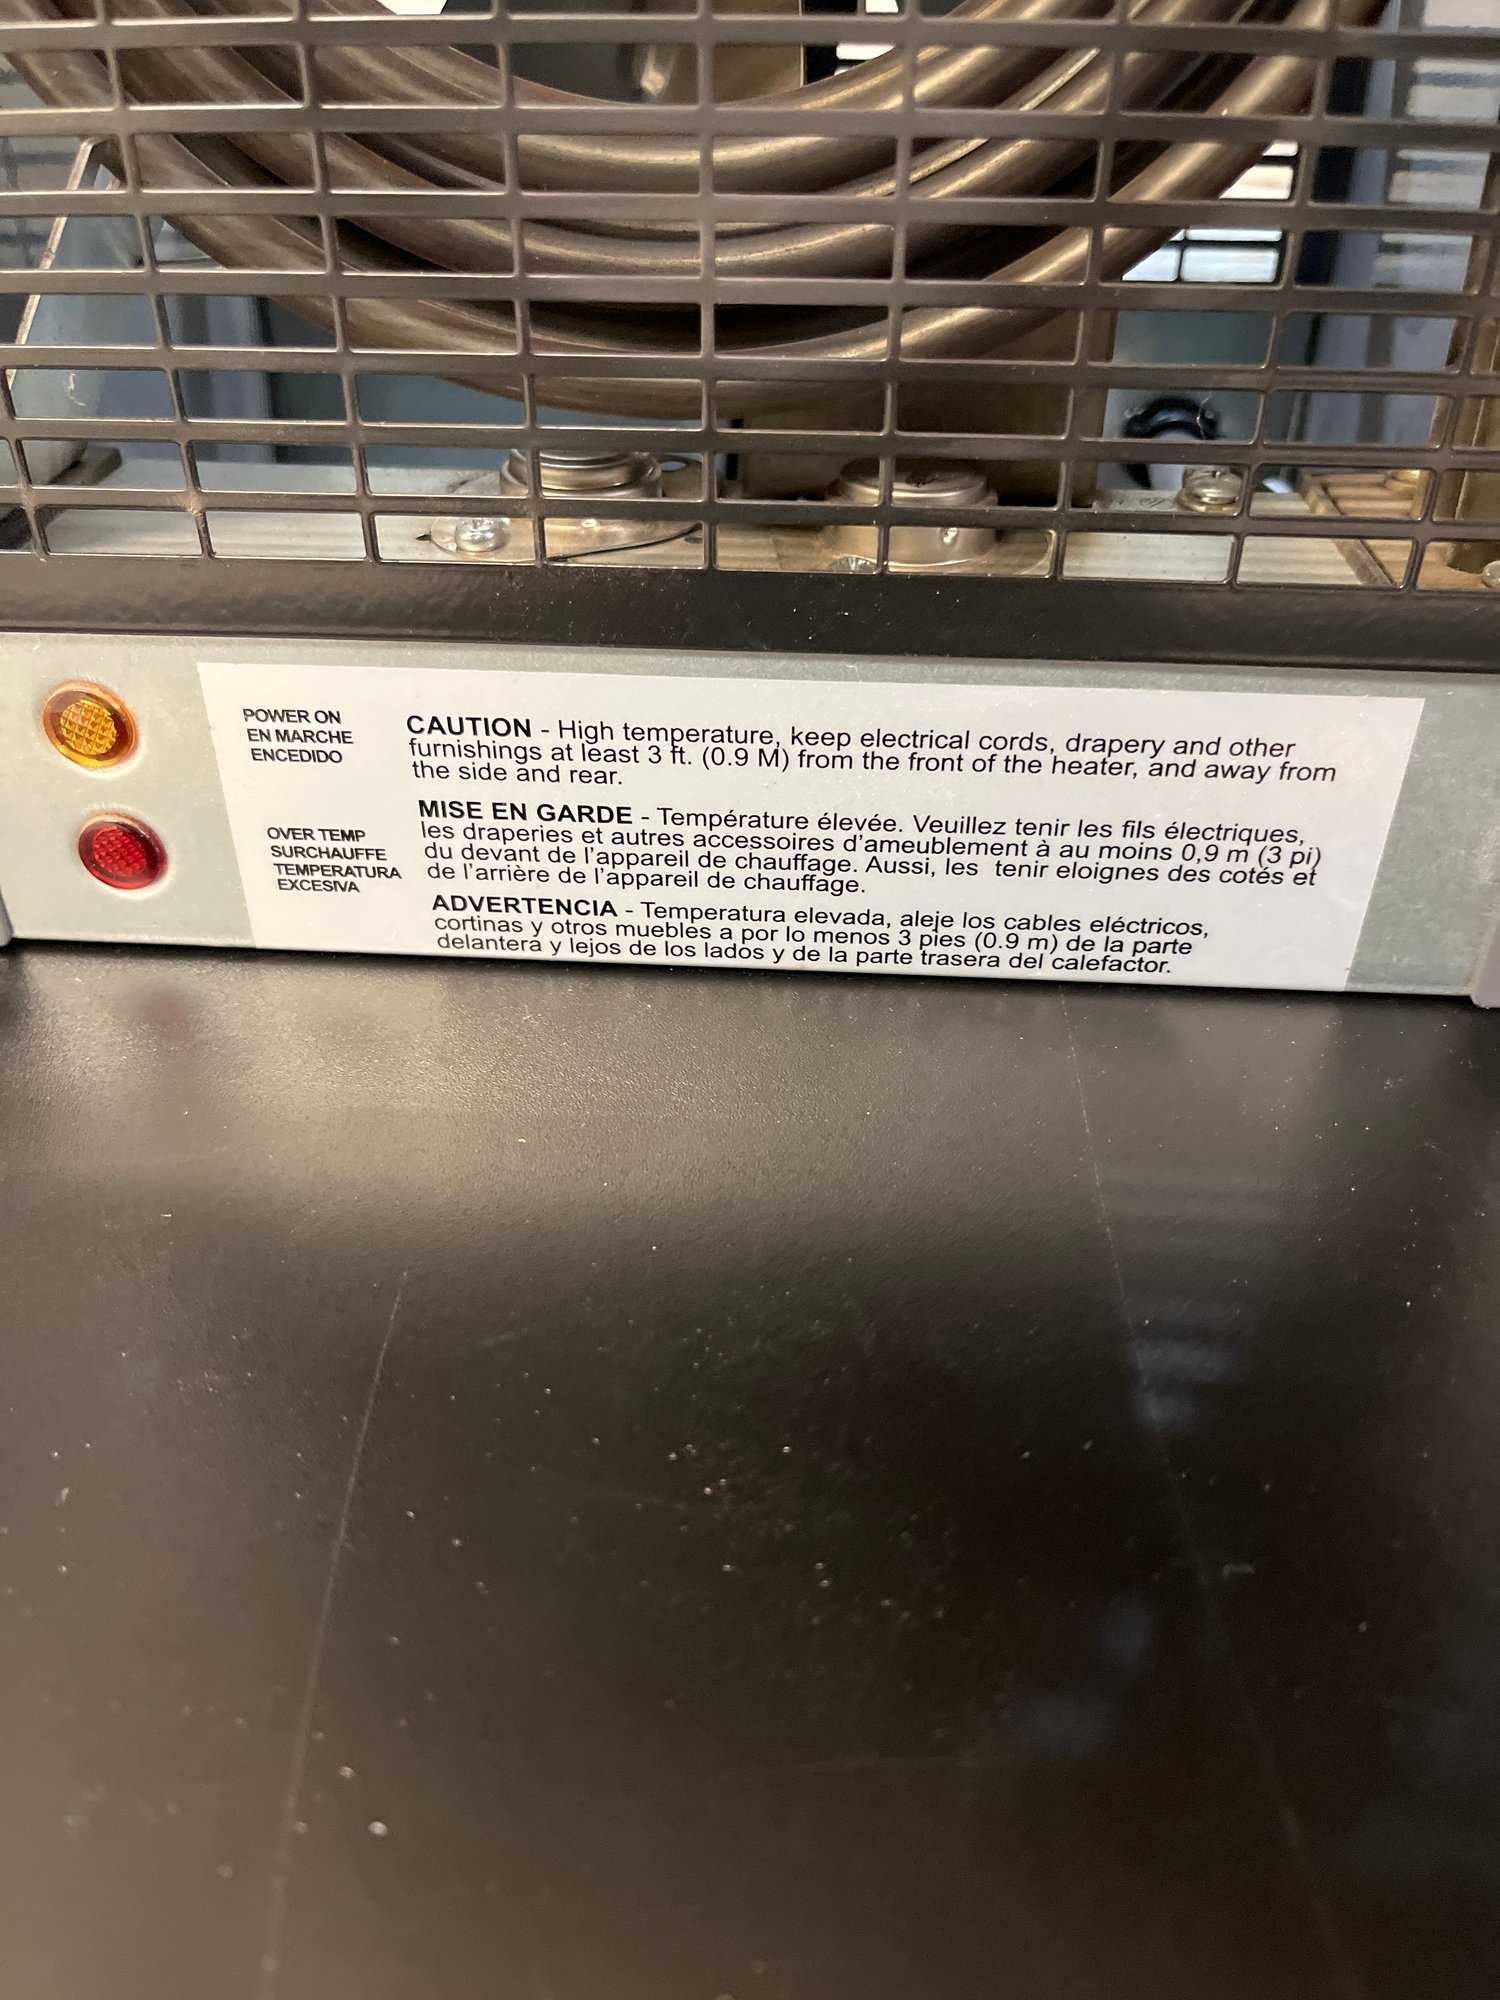 POWER ON
EN MARCHE
ENCEDIDO
OVER TEMP
SURCHAUFFE
TEMPERATURA
EXCESIVA
CAUTION - High temperature, keep electrical cords, drapery and other
furnishings at least 3 ft. (0.9 M) from the front of the heater, and away from
the side and rear.
MISE EN GARDE - Température élevée. Veuillez tenir les fils électriques,
les draperies et autres accessoires d'ameublement à au moins 0,9 m (3 pi)
du devant de l'appareil de chauffage. Aussi, les tenir eloignes des cotés et
de l'arrière de l'appareil de chauffage.
ADVERTENCIA - Temperatura elevada, aleje los cables eléctricos,
cortinas y otros muebles a por lo menos 3 pies (0.9 m) de la parte
delantera y lejos de los lados y de la parte trasera del calefactor.